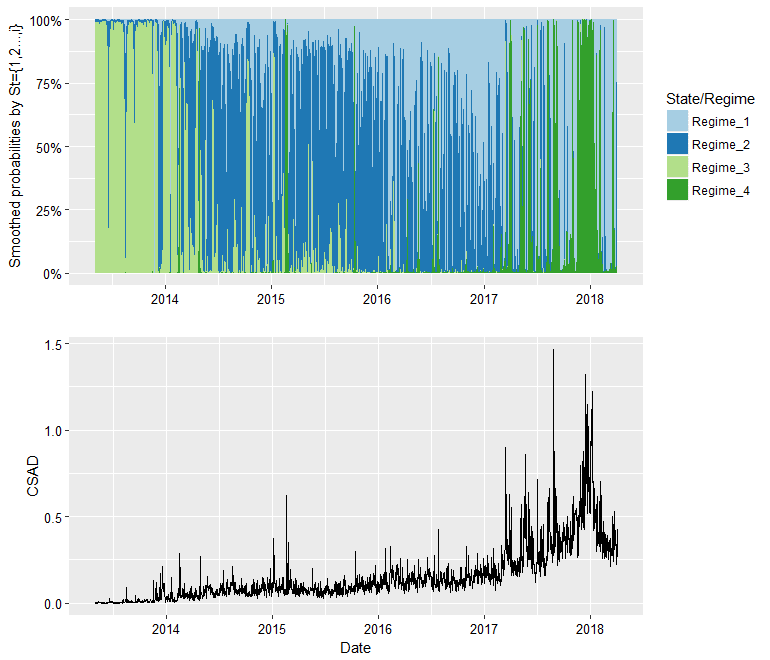 Smoothed probabilities by St={1,2...i}
100%
75%
50%
25%
0%
2014
2015
2016
2017
2018
State/Regime
Regime_1
Regime_2
Regime_3
Regime_4
CSAD
1.5
1.0
0.5
0.0
2014
2015
2016
2017
2018
Date